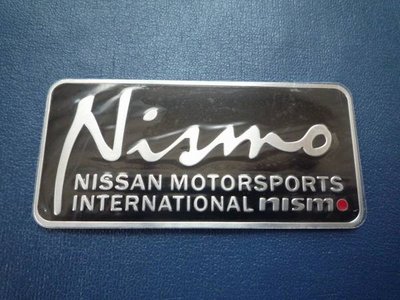 Nismo
NISSAN MOTORSPORTS
INTERNATIONAL nismo